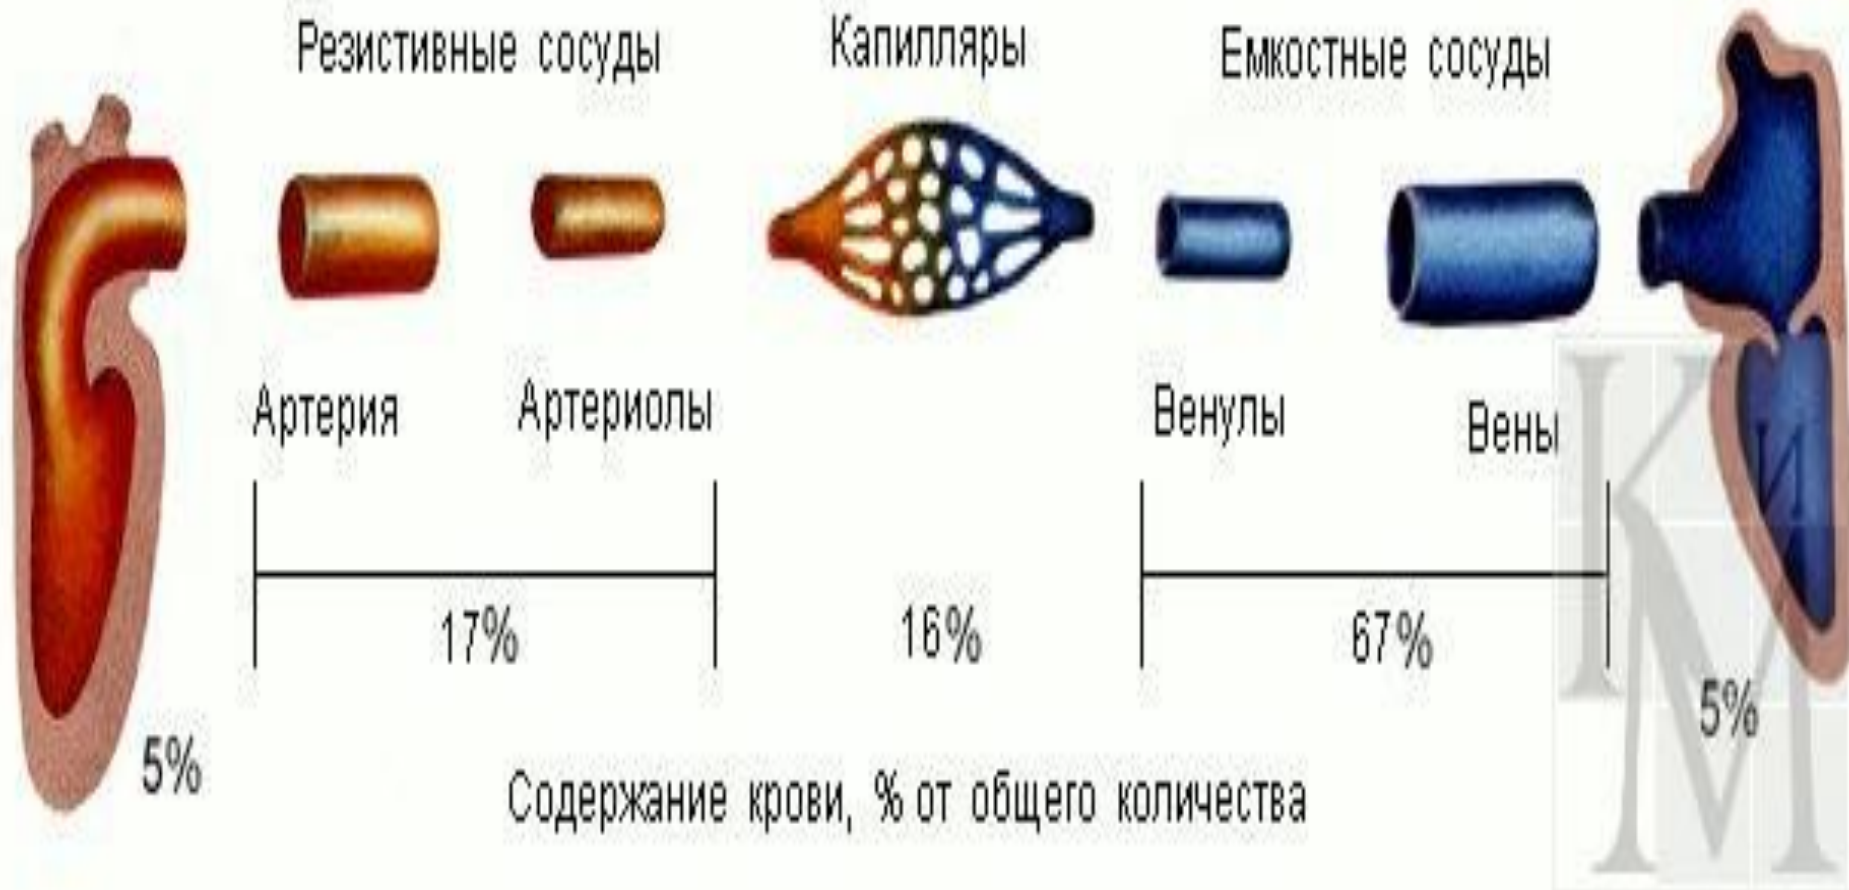 Резистивные сосуды
Капилляры
Емкостные сосуды
Артерия
Артериолы
Венулы
Вены
17%
16%
67%
5%
5%
Содержание крови, % от общего количества
КМ
И